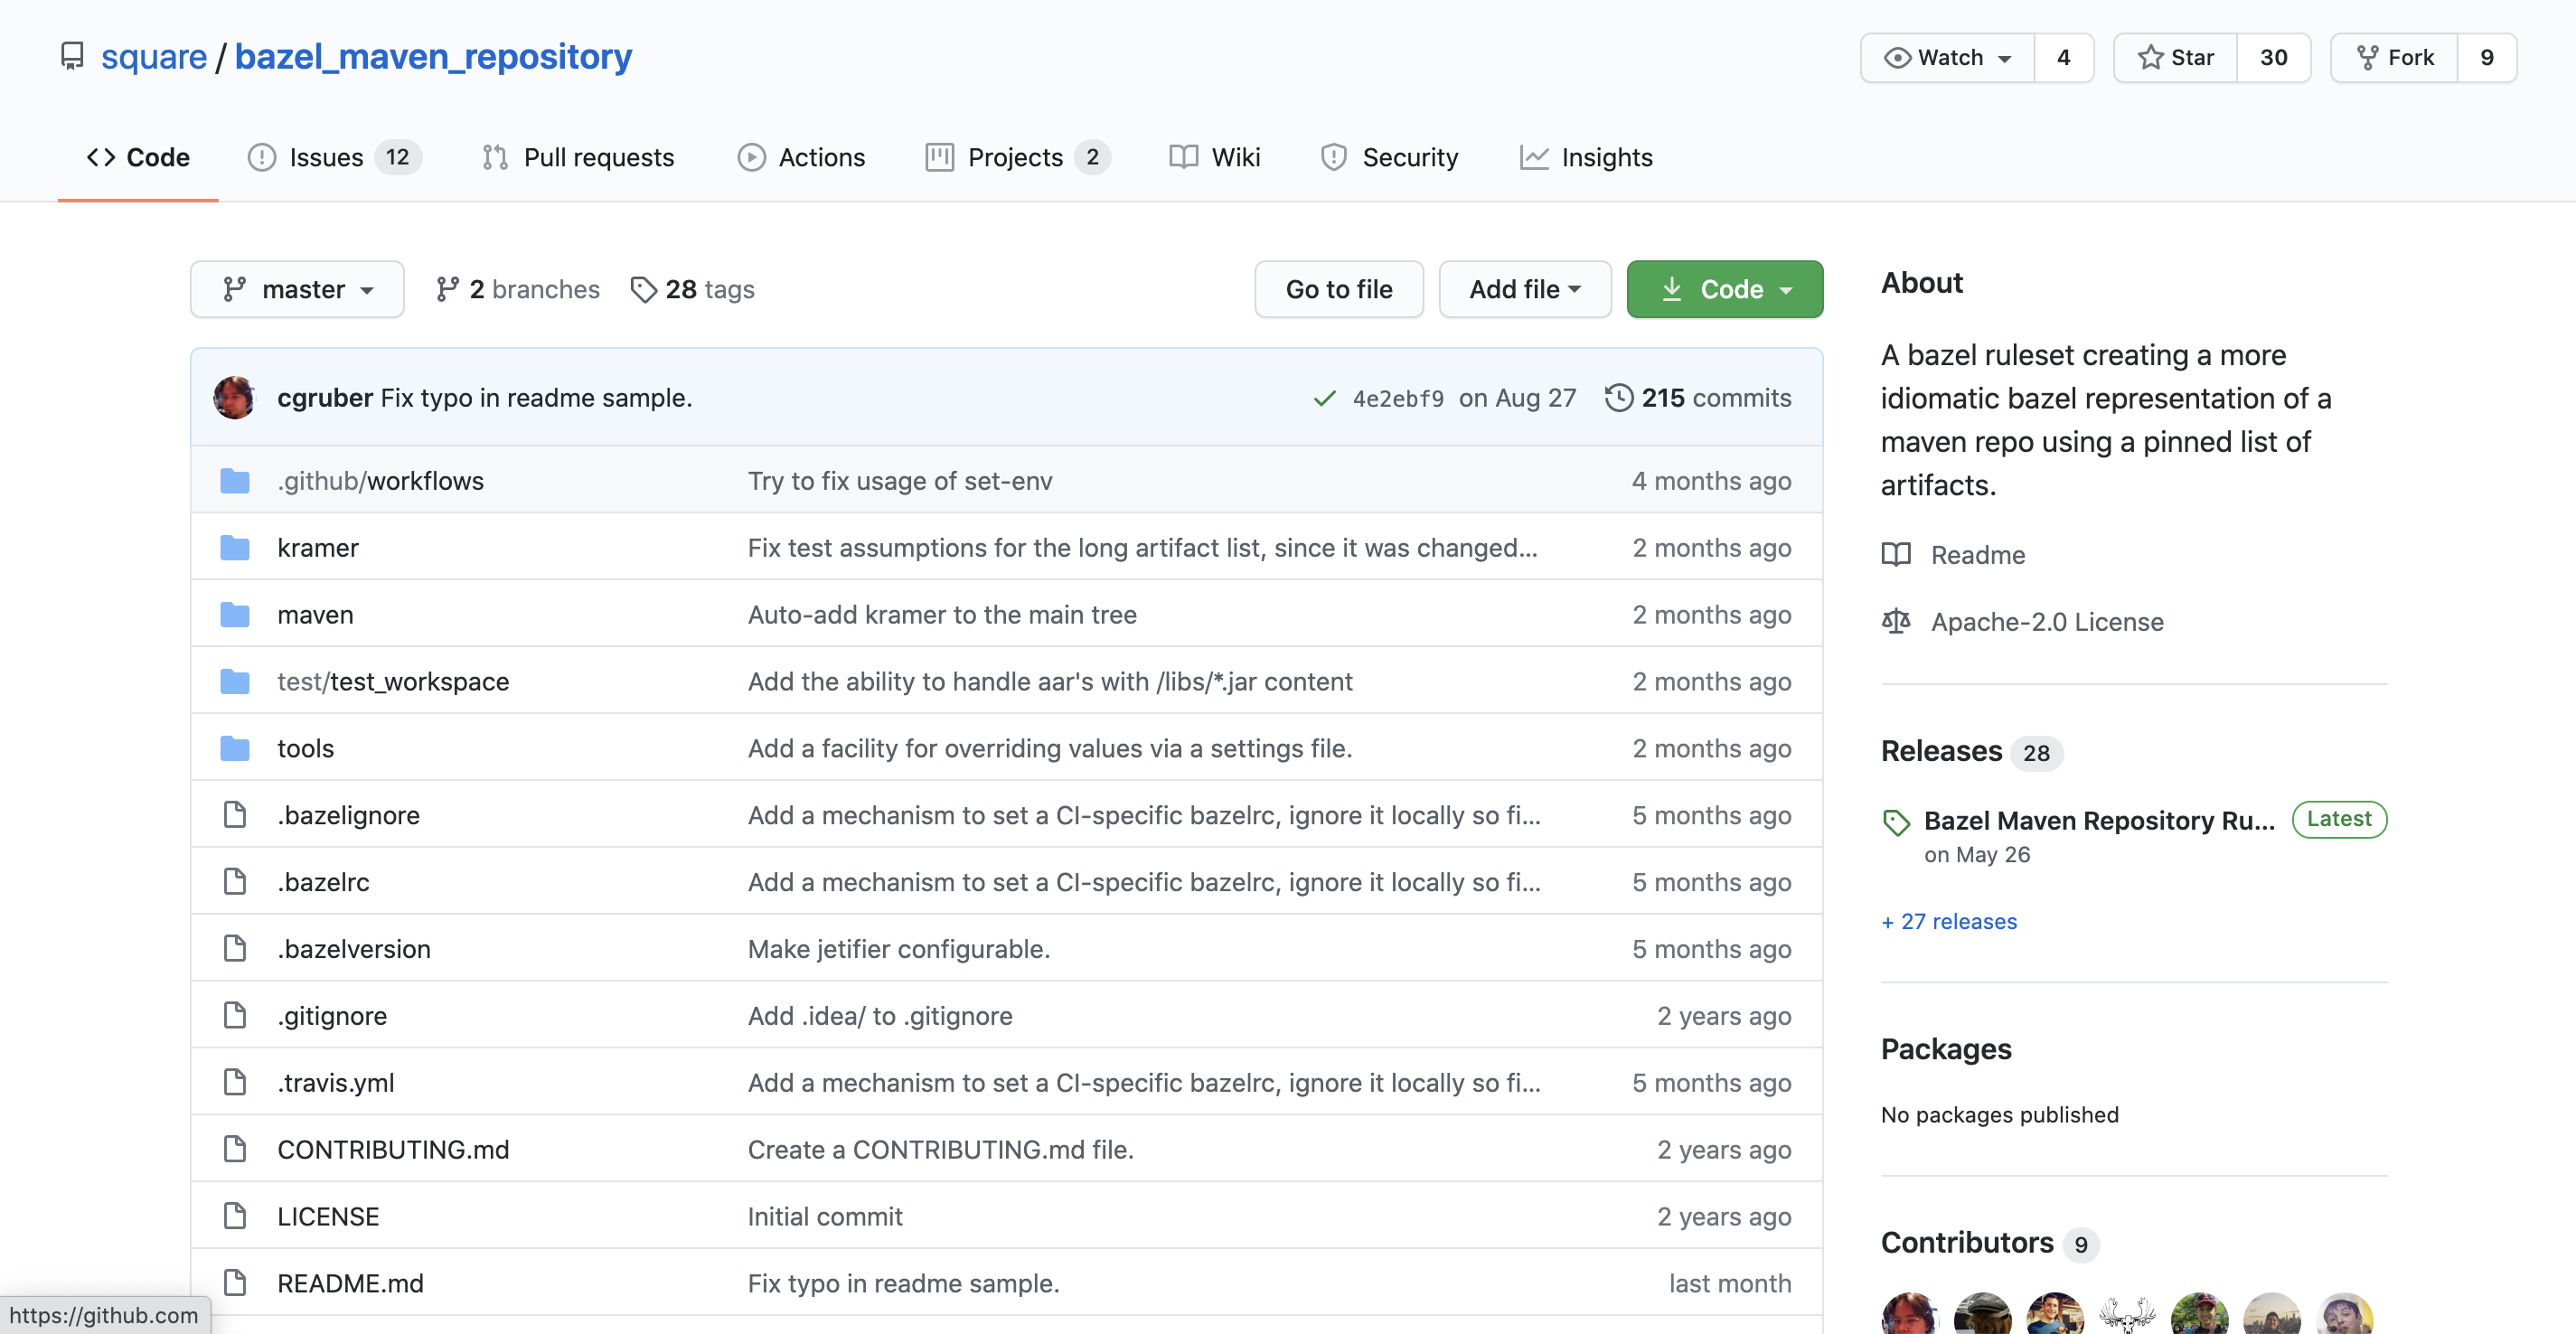 square / bazel_maven_repository
Watch 4 Star 30 Fork 9
Code Issues 12 Pull requests Actions Projects 2 Wiki Security Insights
master 2 branches 28 tags Go to file Add file Code
cgruber Fix typo in readme sample. 4e2ebf9 on Aug 27 215 commits
.github/workflows Try to fix usage of set-env 4 months ago
kramer Fix test assumptions for the long artifact list, since it was changed... 2 months ago
maven Auto-add kramer to the main tree 2 months ago
test/test_workspace Add the ability to handle aar's with /libs/*.jar content 2 months ago
tools Add a facility for overriding values via a settings file. 2 months ago
.bazelignore Add a mechanism to set a CI-specific bazelrc, ignore it locally so fi... 5 months ago
.bazelrc Add a mechanism to set a CI-specific bazelrc, ignore it locally so fi... 5 months ago
.bazelversion Make jetifier configurable. 5 months ago
.gitignore Add .idea/ to .gitignore 2 years ago
.travis.yml Add a mechanism to set a CI-specific bazelrc, ignore it locally so fi... 5 months ago
CONTRIBUTING.md Create a CONTRIBUTING.md file. 2 years ago
LICENSE Initial commit 2 years ago
README.md Fix typo in readme sample. last month
About
A bazel ruleset creating a more
idiomatic bazel representation of a
maven repo using a pinned list of
artifacts.
Readme
Apache-2.0 License
Releases 28
Bazel Maven Repository Ru... Latest
on May 26
+ 27 releases
Packages
No packages published
Contributors 9
https://github.com